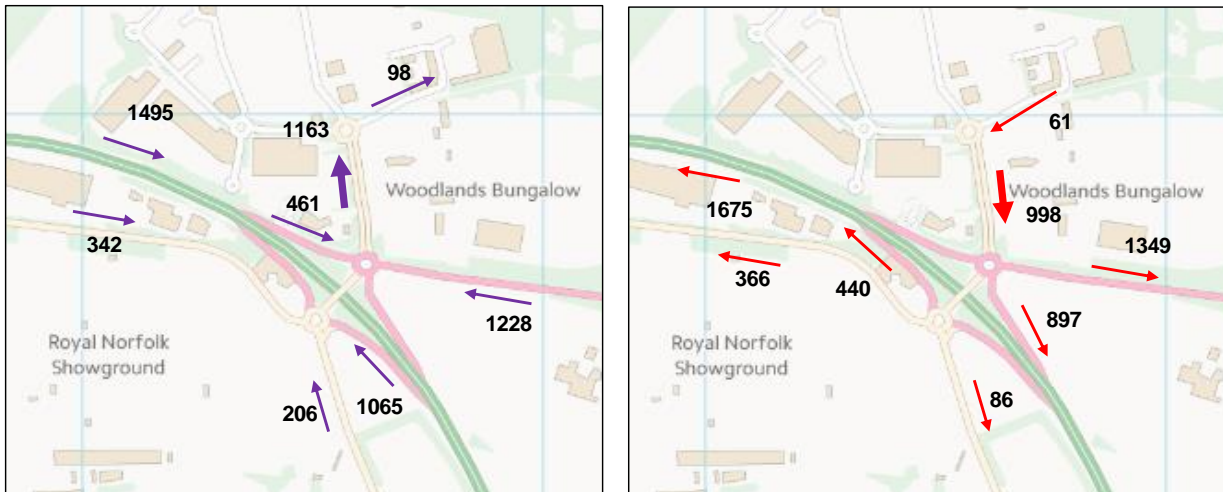 98
1495
1163
Woodlands Bungalow
461
342
1228
Royal Norfolk
Showground
1065
206
61
Woodlands Bungalow
1675
998
1349
366
440
897
Royal Norfolk
Showground
86